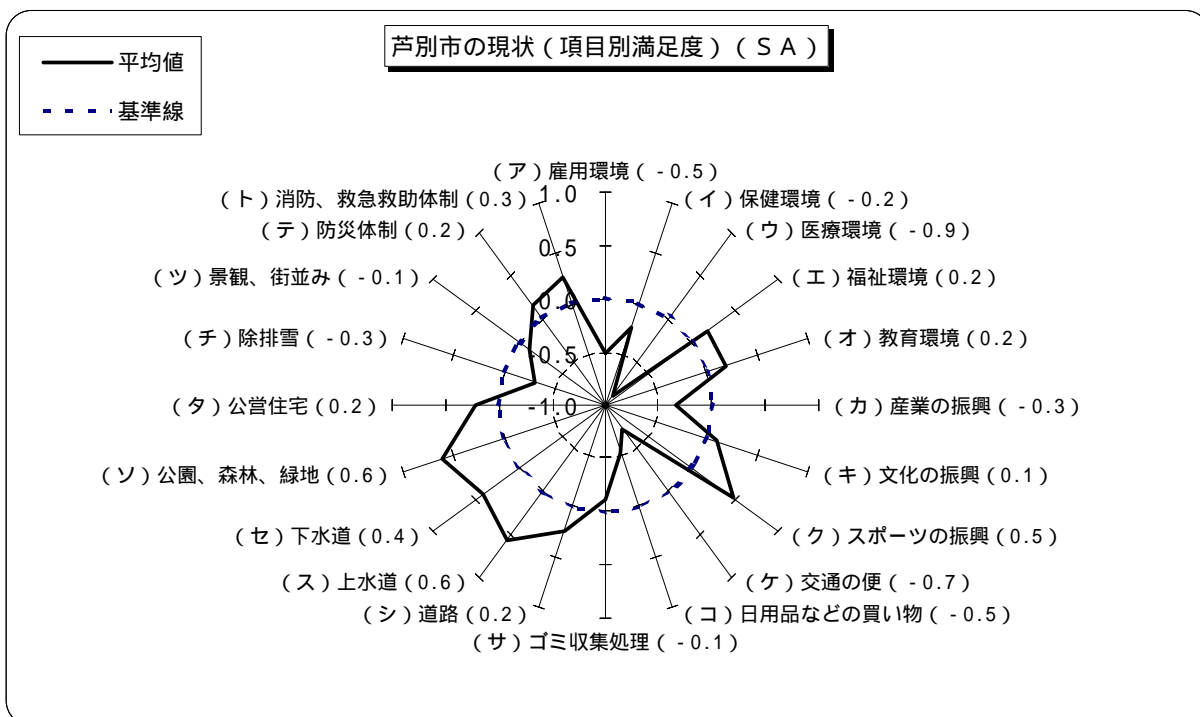 芦別市の現状（項目別満足度）（ＳＡ）
平均値
基準線
（ア）雇用環境（-0.5）
（イ）保健環境（-0.2）
（ウ）医療環境（-0.9）
（エ）福祉環境（0.2）
（オ）教育環境（0.2）
（カ）産業の振興（-0.3）
（キ）文化の振興（0.1）
（ク）スポーツの振興（0.5）
（ケ）交通の便（-0.7）
（コ）日用品などの買い物（-0.5）
（サ）ゴミ収集処理（-0.1）
（シ）道路（0.2）
（ス）上水道（0.6）
（セ）下水道（0.4）
（ソ）公園、森林、緑地（0.6）
（タ）公営住宅（0.2）
（チ）除排雪（-0.3）
（ツ）景観、街並み（-0.1）
（テ）防災体制（0.2）
（ト）消防、救急救助体制（0.3）
1.0
0.5
0.0
0.5
-1.0